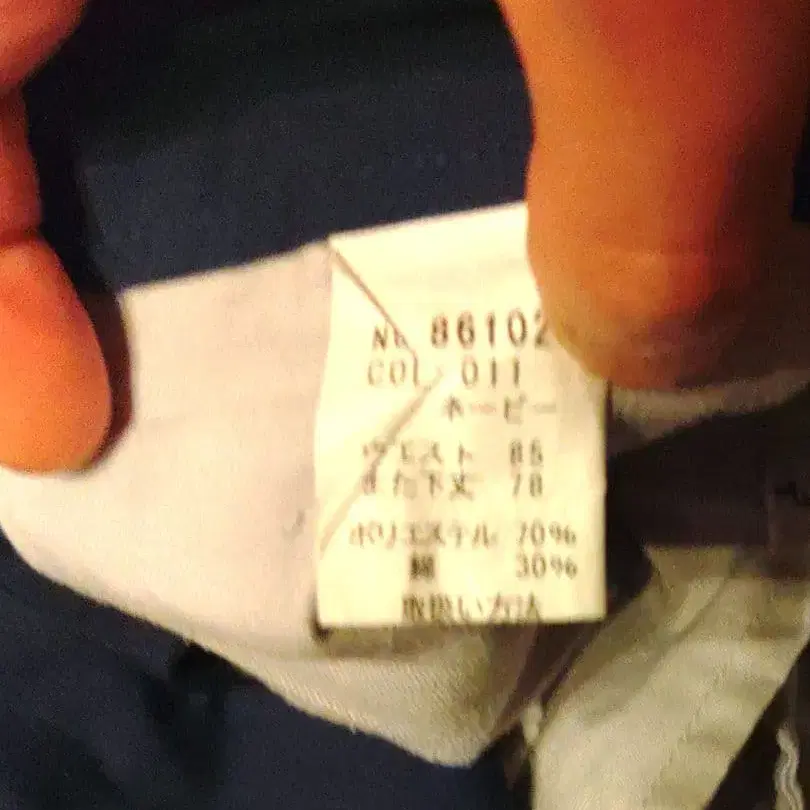 No 86102
COL 011
ネービー
ウエスト 85
また下丈 78
ポリエステル 70%
綿 30%
取扱い方法